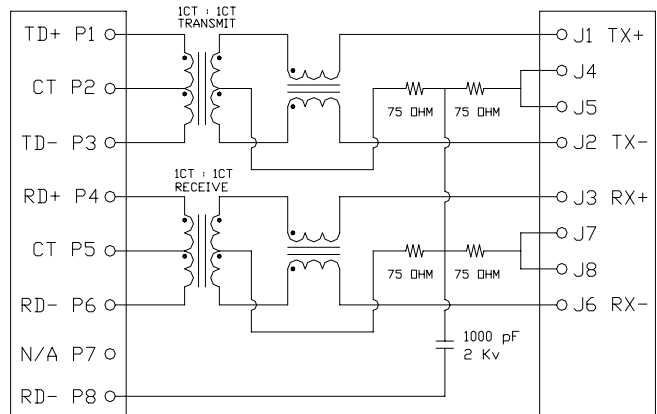 1CT : 1CT
TRANSMIT
TD+ P1
J1 TX+
J4
CT P2
75 OHM
75 OHM
J5
TD- P3
J2 TX-
1CT : 1CT
RECEIVE
RD+ P4
J3 RX+
J7
CT P5
75 OHM
75 OHM
J8
RD- P6
J6 RX-
1000 pF
2 Kv
N/A P7
RD- P8